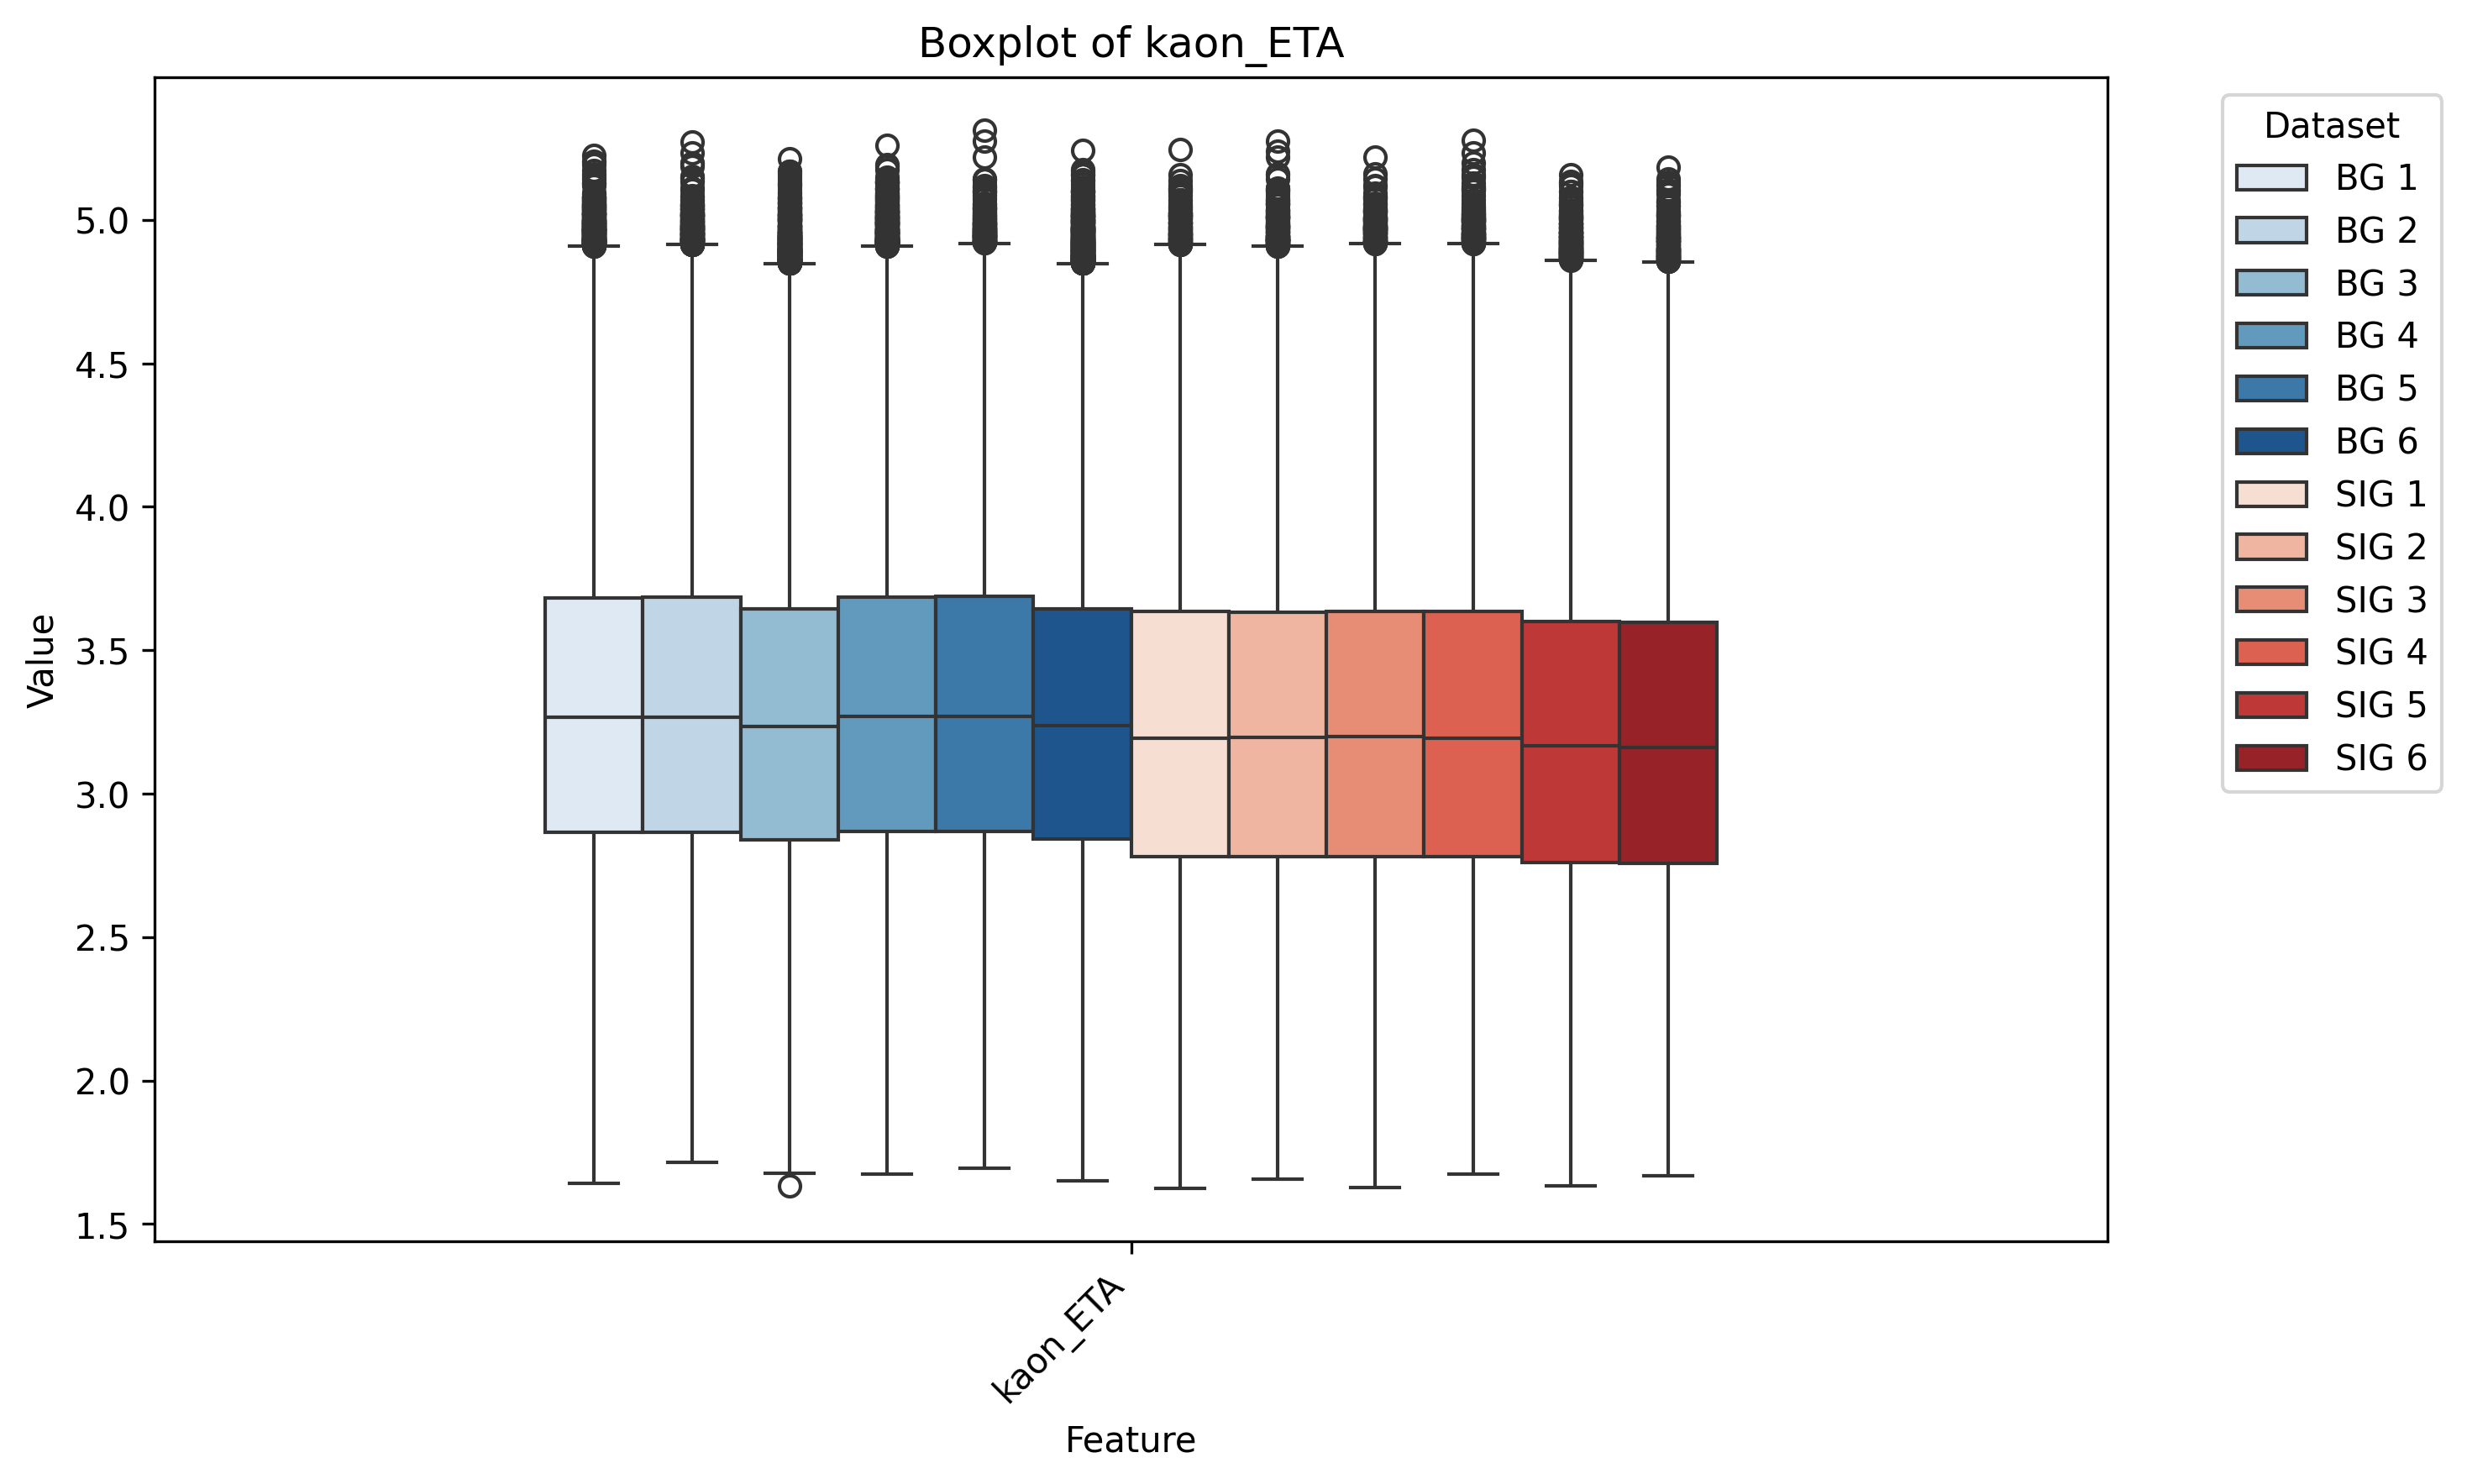 Boxplot of kaon_ETA
Value
5.0
4.5
4.0
3.5
3.0
2.5
2.0
1.5
kaon_ETA
Feature
Dataset
BG 1
BG 2
BG 3
BG 4
BG 5
BG 6
SIG 1
SIG 2
SIG 3
SIG 4
SIG 5
SIG 6